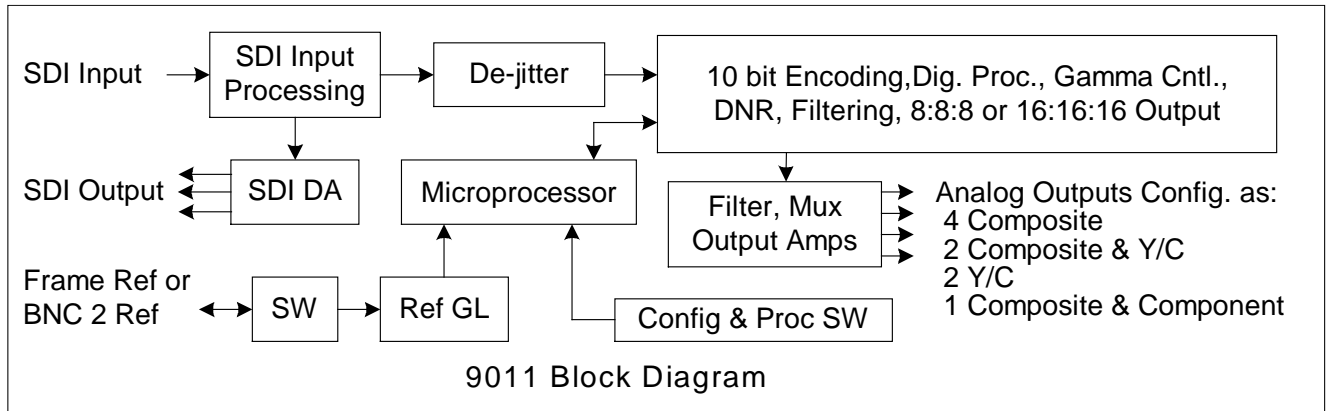 SDI Input
SDI Input
Processing
De-jitter
10 bit Encoding,Dig. Proc., Gamma Cntl.,
DNR, Filtering, 8:8:8 or 16:16:16 Output
SDI Output
SDI DA
Microprocessor
Filter, Mux
Output Amps
Analog Outputs Config. as:
4 Composite
2 Composite & Y/C
2 Y/C
1 Composite & Component
Frame Ref or
BNC 2 Ref
SW
Ref GL
Config & Proc SW
9011 Block Diagram